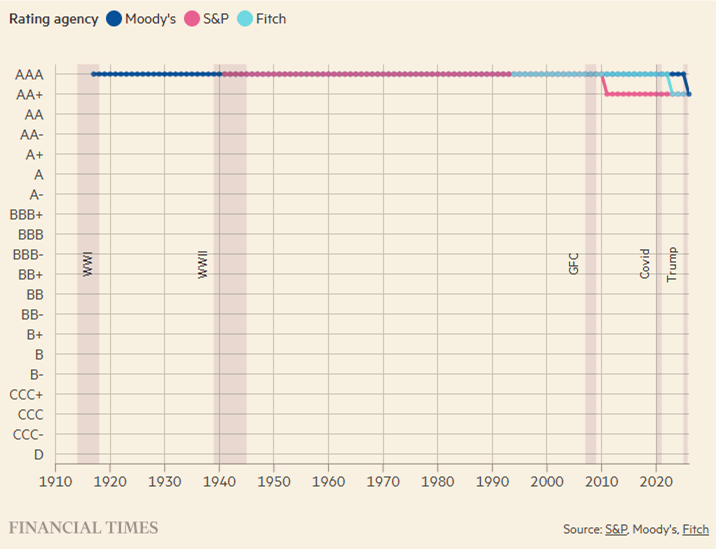 Rating agency Moody's S&P Fitch
AAA
AA+
AA
AA-
A+
A
A-
BBB+
BBB
BBB-
BB+
BB
BB-
B+
B
B-
CCC+
CCC
CCC-
D
WWI
WWII
GFC
Covid
Trump
1910 1920 1930 1940 1950 1960 1970 1980 1990 2000 2010 2020
FINANCIAL TIMES
Source: S&P, Moody's, Fitch